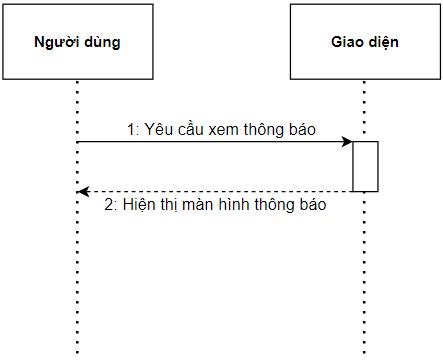 Người dùng
Giao diện
1: Yêu cầu xem thông báo
2: Hiện thị màn hình thông báo